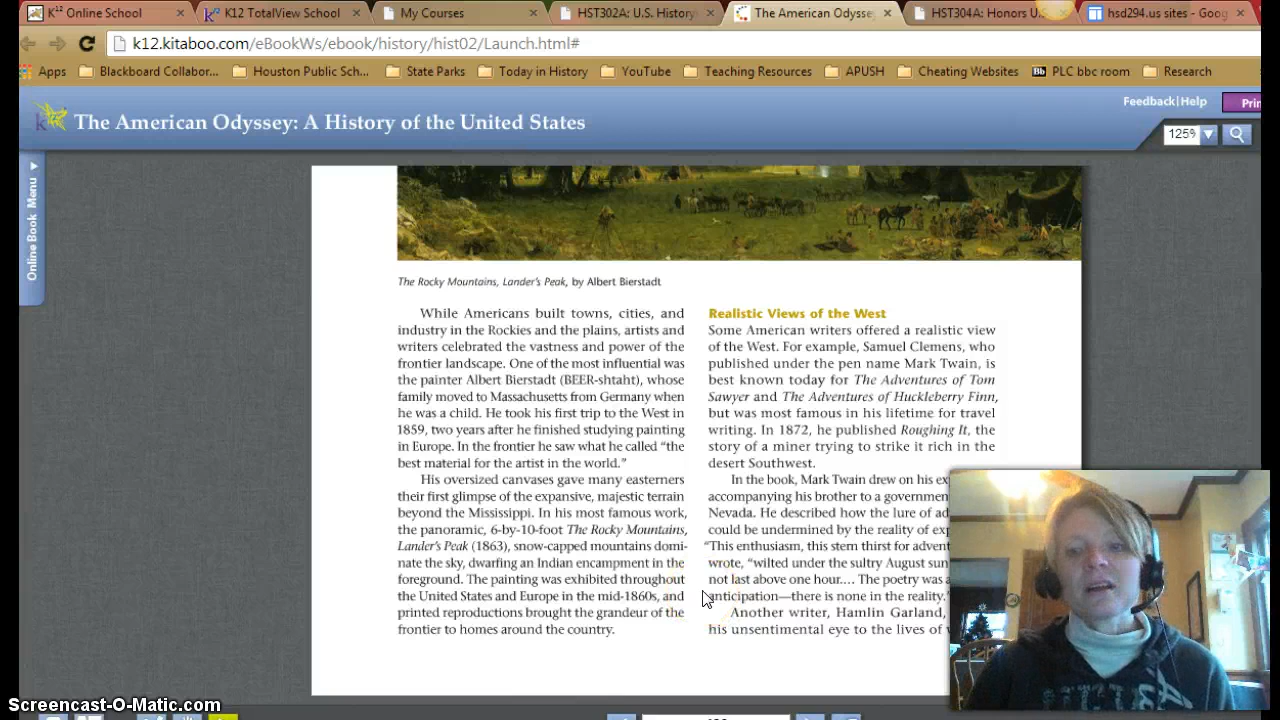 K¹² Online School
K12 TotalView School
My Courses
HST302A: U.S. History
The American Odyssey
HST304A: Honors U.S.
hsd294.us sites - Goog
k12.kitaboo.com/eBookWs/ebook/history/hist02/Launch.html#
Apps
Blackboard Collabor...
Houston Public Sch...
State Parks
Today in History
YouTube
Teaching Resources
APUSH
Cheating Websites
Bb PLC bbc room
Research
Feedback|Help
Prin
The American Odyssey: A History of the United States
125%
Online Book Menu
The Rocky Mountains, Lander's Peak, by Albert Bierstadt
While Americans built towns, cities, and
industry in the Rockies and the plains, artists and
writers celebrated the vastness and power of the
frontier landscape. One of the most influential was
the painter Albert Bierstadt (BEER-shtaht), whose
family moved to Massachusetts from Germany when
he was a child. He took his first trip to the West in
1859, two years after he finished studying painting
in Europe. In the frontier he saw what he called “the
best material for the artist in the world.”
His oversized canvases gave many easterners
their first glimpse of the expansive, majestic terrain
beyond the Mississippi. In his most famous work,
the panoramic, 6-by-10-foot The Rocky Mountains,
Lander's Peak (1863), snow-capped mountains domi-
nate the sky, dwarfing an Indian encampment in the
foreground. The painting was exhibited throughout
the United States and Europe in the mid-1860s, and
printed reproductions brought the grandeur of the
frontier to homes around the country.
Realistic Views of the West
Some American writers offered a realistic view
of the West. For example, Samuel Clemens, who
published under the pen name Mark Twain, is
best known today for The Adventures of Tom
Sawyer and The Adventures of Huckleberry Finn,
but was most famous in his lifetime for travel
writing. In 1872, he published Roughing It, the
story of a miner trying to strike it rich in the
desert Southwest.
In the book, Mark Twain drew on his ex
accompanying his brother to a government
Nevada. He described how the lure of ad
could be undermined by the reality of exp
“This enthusiasm, this stern thirst for advent
wrote, “wilted under the sultry August sun
not last above one hour.... The poetry was a
anticipation—there is none in the reality.”
Another writer, Hamlin Garland,
his unsentimental eye to the lives of w
Screencast-O-Matic.com